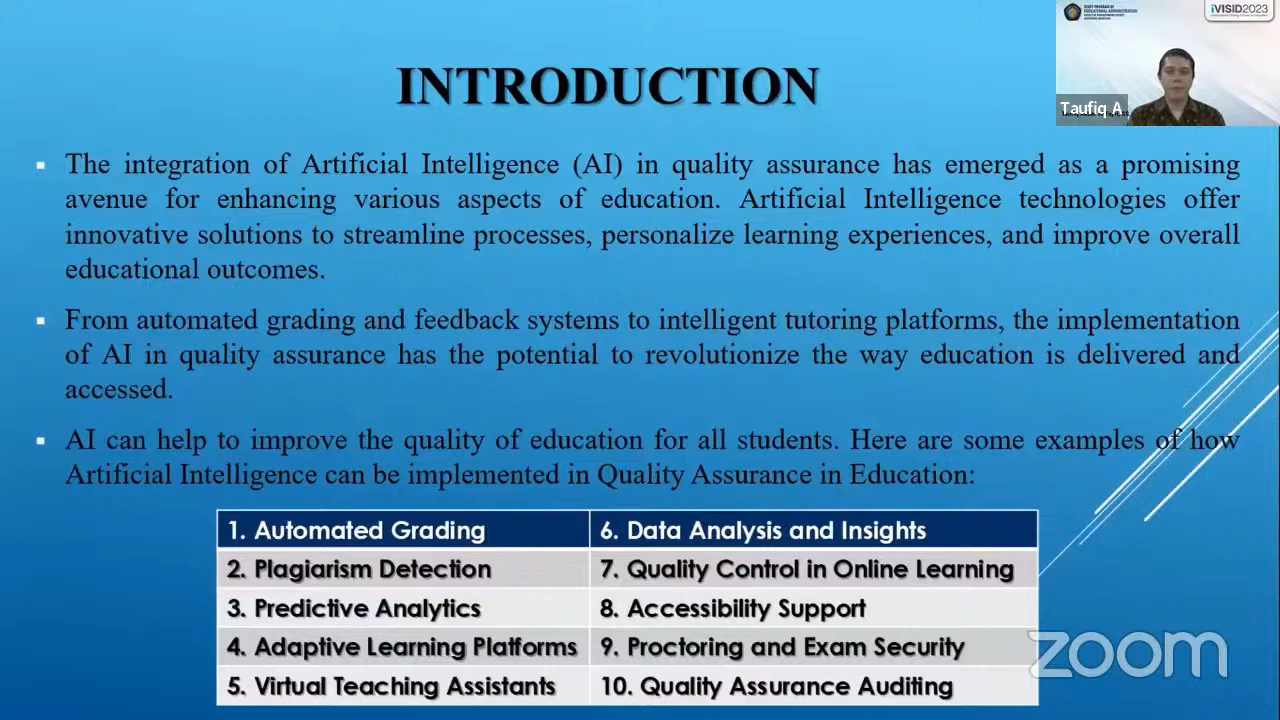 STUDY PROGRAM OF
EDUCATIONAL ADMINISTRATION
iVISID2023
Taufiq A
INTRODUCTION
The integration of Artificial Intelligence (AI) in quality assurance has emerged as a promising
avenue for enhancing various aspects of education. Artificial Intelligence technologies offer
innovative solutions to streamline processes, personalize learning experiences, and improve overall
educational outcomes.
From automated grading and feedback systems to intelligent tutoring platforms, the implementation
of AI in quality assurance has the potential to revolutionize the way education is delivered and
accessed.
AI can help to improve the quality of education for all students. Here are some examples of how
Artificial Intelligence can be implemented in Quality Assurance in Education:
1. Automated Grading
6. Data Analysis and Insights
2. Plagiarism Detection
7. Quality Control in Online Learning
3. Predictive Analytics
8. Accessibility Support
4. Adaptive Learning Platforms
9. Proctoring and Exam Security
5. Virtual Teaching Assistants
10. Quality Assurance Auditing
zoom